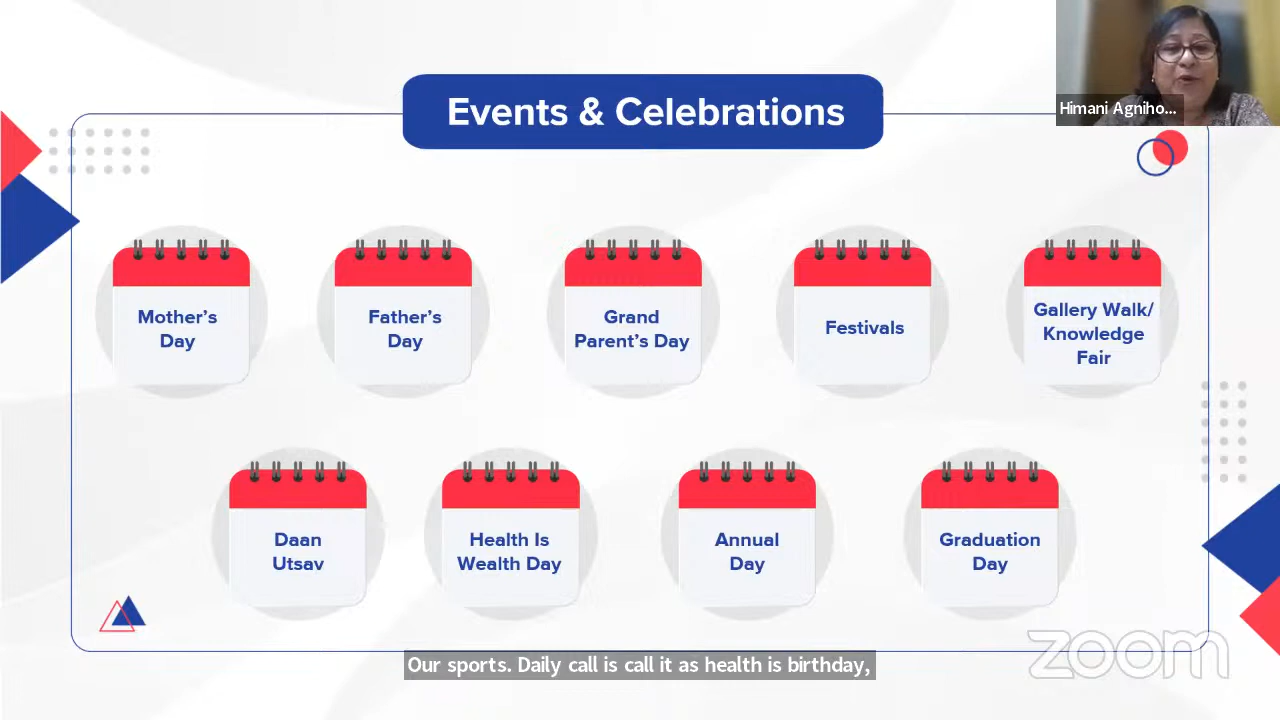 Events & Celebrations
Himani Agniho...
Mother's
Day
Father's
Day
Grand
Parent's Day
Festivals
Gallery Walk/
Knowledge
Fair
Daan
Utsav
Health Is
Wealth Day
Annual
Day
Graduation
Day
Our sports. Daily call is call it as health is birthday,
zoom